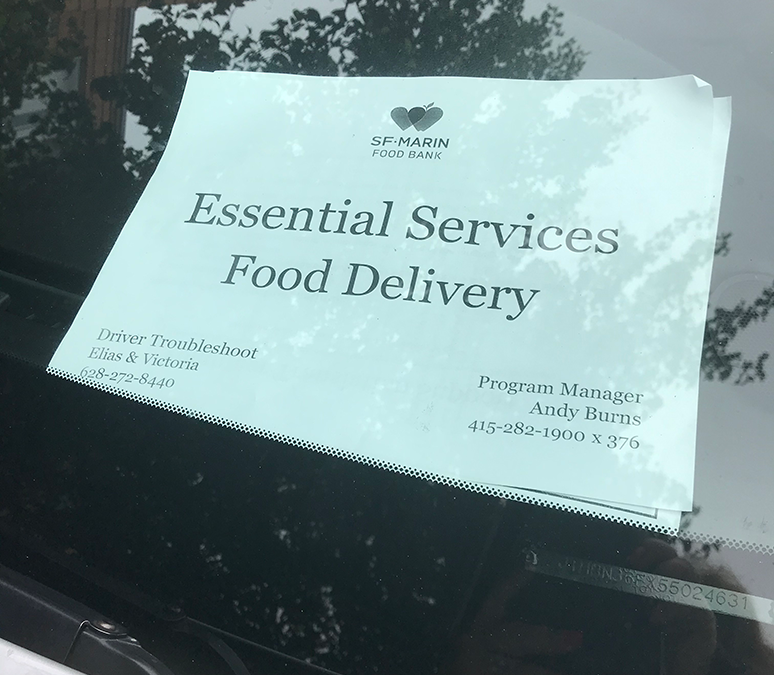 SF·MARIN
FOOD BANK
Essential Services
Food Delivery
Driver Troubleshoot
Elias & Victoria
628-272-8440
Program Manager
Andy Burns
415-282-1900 x 376